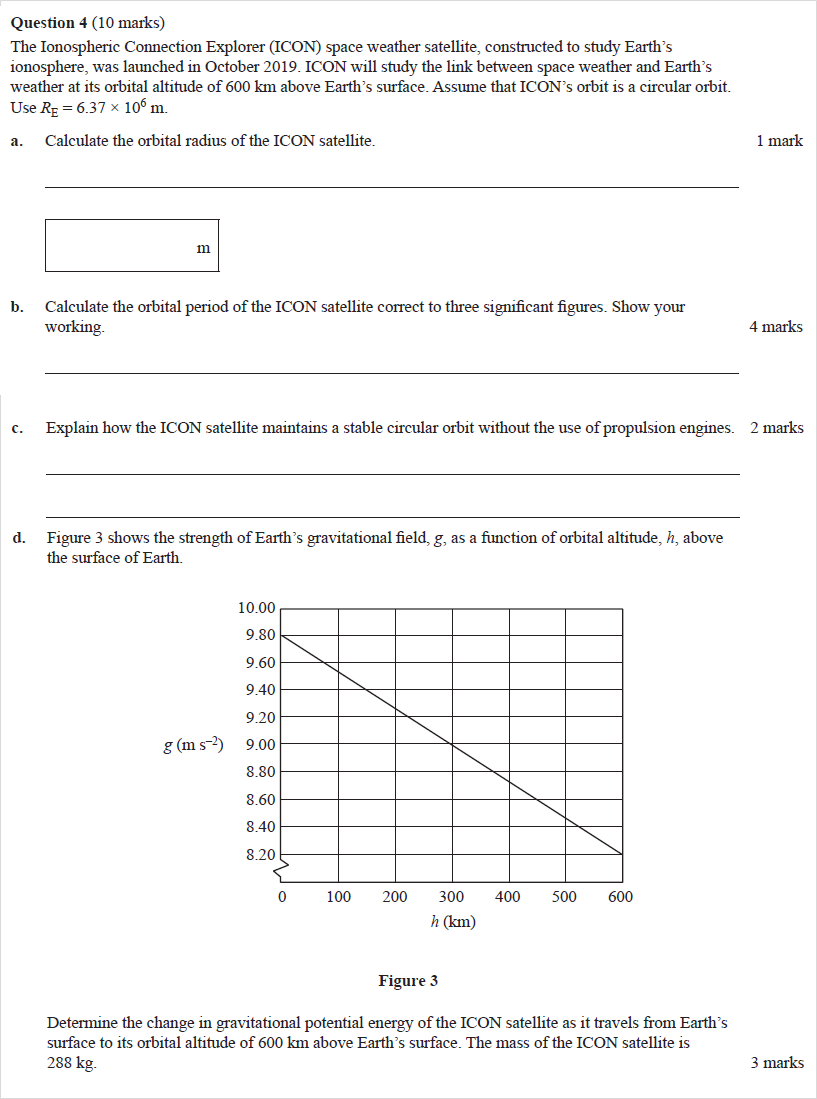 Question 4 (10 marks)
The Ionospheric Connection Explorer (ICON) space weather satellite, constructed to study Earth’s
ionosphere, was launched in October 2019. ICON will study the link between space weather and Earth’s
weather at its orbital altitude of 600 km above Earth’s surface. Assume that ICON’s orbit is a circular orbit.
Use R_E = 6.37 × 10⁶ m.
a. Calculate the orbital radius of the ICON satellite. 1 mark
m
b. Calculate the orbital period of the ICON satellite correct to three significant figures. Show your
working. 4 marks
c. Explain how the ICON satellite maintains a stable circular orbit without the use of propulsion engines. 2 marks
d. Figure 3 shows the strength of Earth’s gravitational field, g, as a function of orbital altitude, h, above
the surface of Earth.
10.00
9.80
9.60
9.40
9.20
g (m s⁻²) 9.00
8.80
8.60
8.40
8.20
0 100 200 300 400 500 600
h (km)
Figure 3
Determine the change in gravitational potential energy of the ICON satellite as it travels from Earth’s
surface to its orbital altitude of 600 km above Earth’s surface. The mass of the ICON satellite is
288 kg. 3 marks